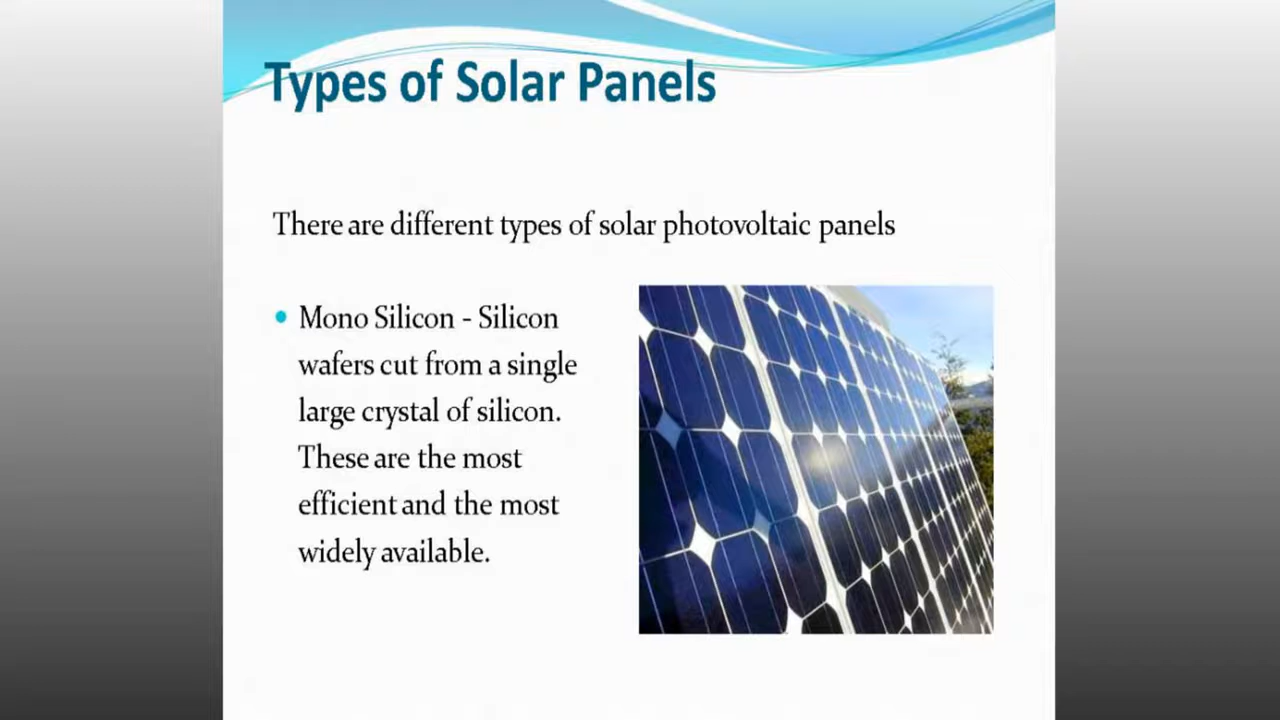 Types of Solar Panels
There are different types of solar photovoltaic panels
• Mono Silicon - Silicon
wafers cut from a single
large crystal of silicon.
These are the most
efficient and the most
widely available.